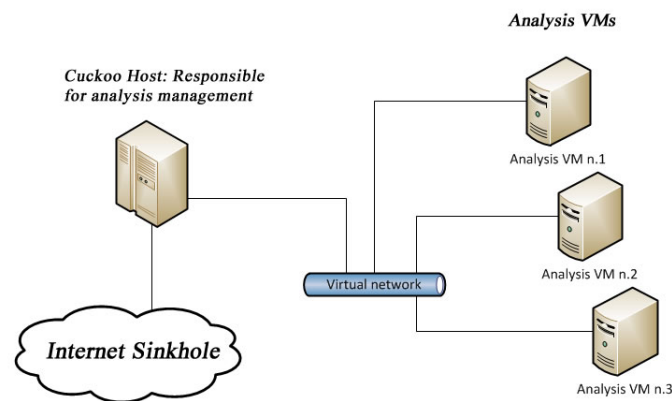 Analysis VMs
Cuckoo Host: Responsible
for analysis management
Analysis VM n.1
Analysis VM n.2
Virtual network
Internet Sinkhole
Analysis VM n.3